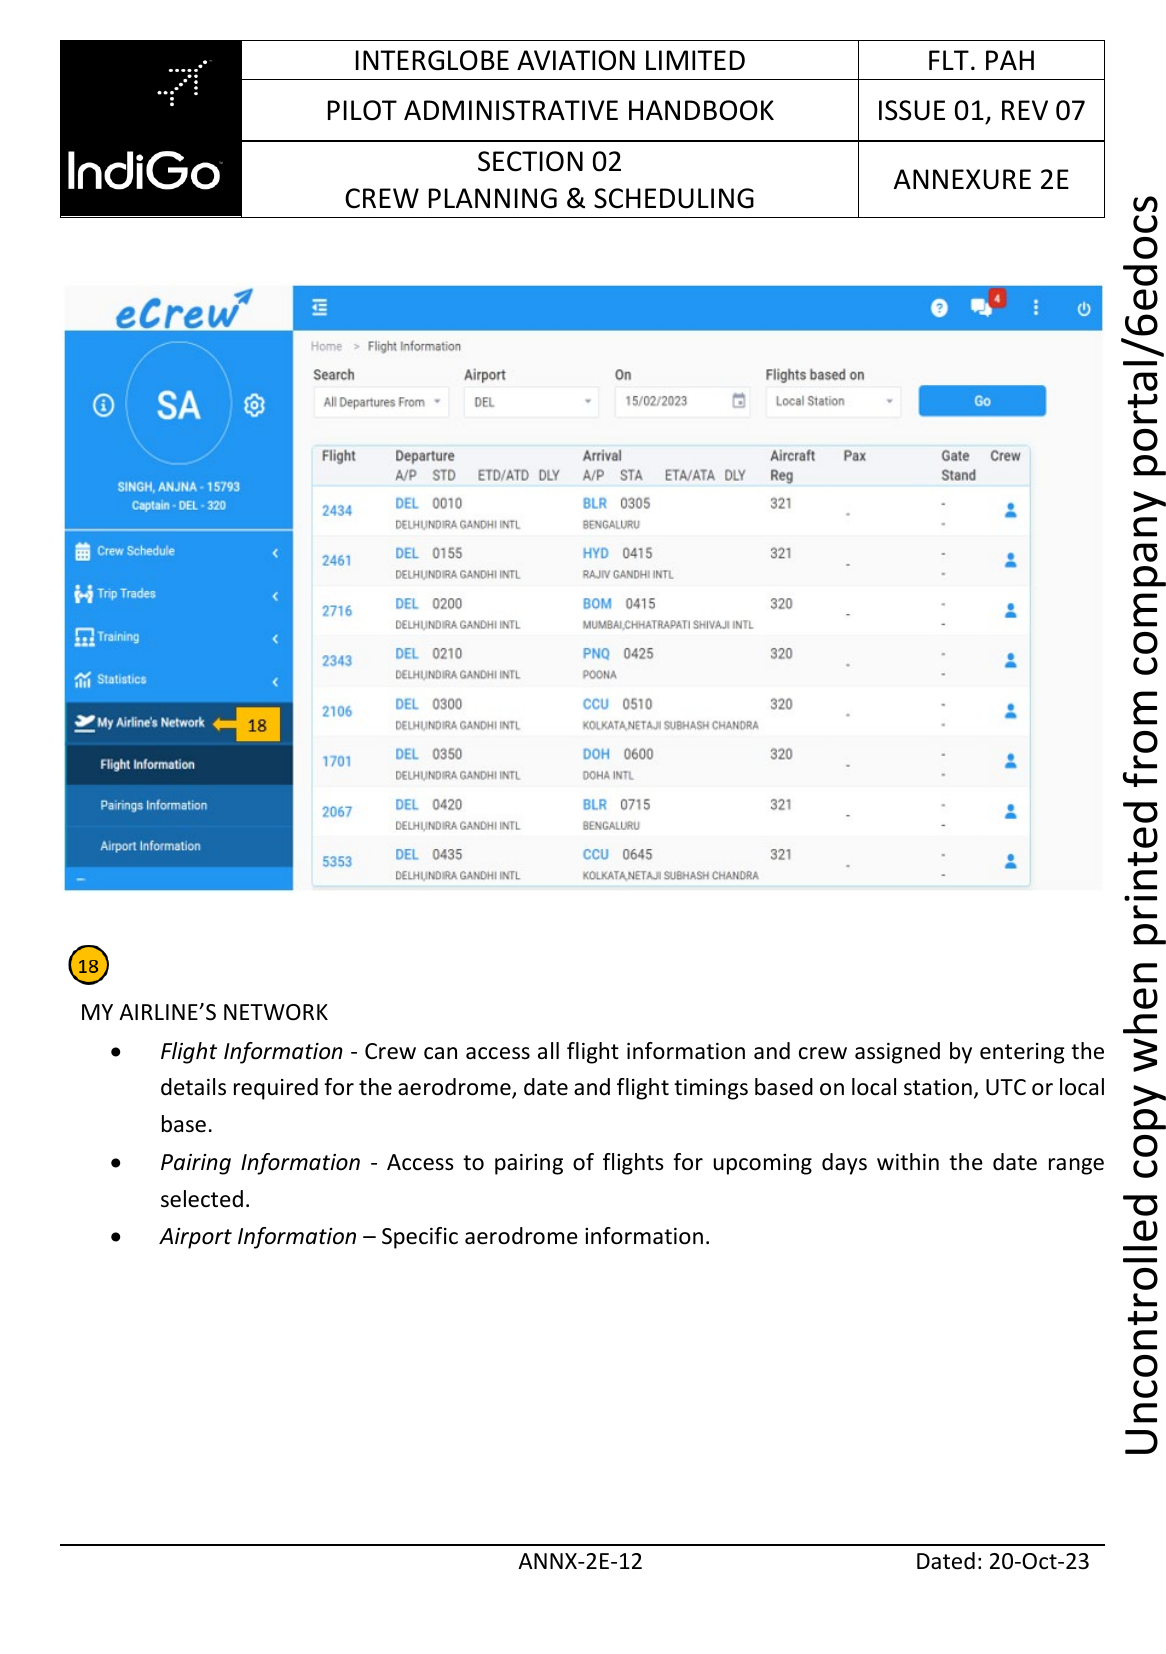 IndiGo
INTERGLOBE AVIATION LIMITED
FLT. PAH
PILOT ADMINISTRATIVE HANDBOOK
ISSUE 01, REV 07
SECTION 02
CREW PLANNING & SCHEDULING
ANNEXURE 2E
eCrew
4
SA
SINGH, ANJNA - 15793
Captain - DEL - 320
Crew Schedule
Trip Trades
Training
Statistics
My Airline's Network
18
Flight Information
Pairings Information
Airport Information
Home > Flight Information
Search Airport On Flights based on
All Departures From DEL 15/02/2023 Local Station Go
Flight Departure Arrival Aircraft Pax Gate Crew
A/P STD ETD/ATD DLY A/P STA ETA/ATA DLY Reg Stand
2434 DEL 0010 BLR 0305 321 - -
DELHI,INDIRA GANDHI INTL BENGALURU -
2461 DEL 0155 HYD 0415 321 - -
DELHI,INDIRA GANDHI INTL RAJIV GANDHI INTL -
2716 DEL 0200 BOM 0415 320 - -
DELHI,INDIRA GANDHI INTL MUMBAI,CHHATRAPATI SHIVAJI INTL -
2343 DEL 0210 PNQ 0425 320 - -
DELHI,INDIRA GANDHI INTL POONA -
2106 DEL 0300 CCU 0510 320 - -
DELHI,INDIRA GANDHI INTL KOLKATA,NETAJI SUBHASH CHANDRA -
1701 DEL 0350 DOH 0600 320 - -
DELHI,INDIRA GANDHI INTL DOHA INTL -
2067 DEL 0420 BLR 0715 321 - -
DELHI,INDIRA GANDHI INTL BENGALURU -
5353 DEL 0435 CCU 0645 321 - -
DELHI,INDIRA GANDHI INTL KOLKATA,NETAJI SUBHASH CHANDRA -
18
MY AIRLINE’S NETWORK
• Flight Information - Crew can access all flight information and crew assigned by entering the
details required for the aerodrome, date and flight timings based on local station, UTC or local
base.
• Pairing Information - Access to pairing of flights for upcoming days within the date range
selected.
• Airport Information – Specific aerodrome information.
ANNX-2E-12 Dated: 20-Oct-23
Uncontrolled copy when printed from company portal/6edocs